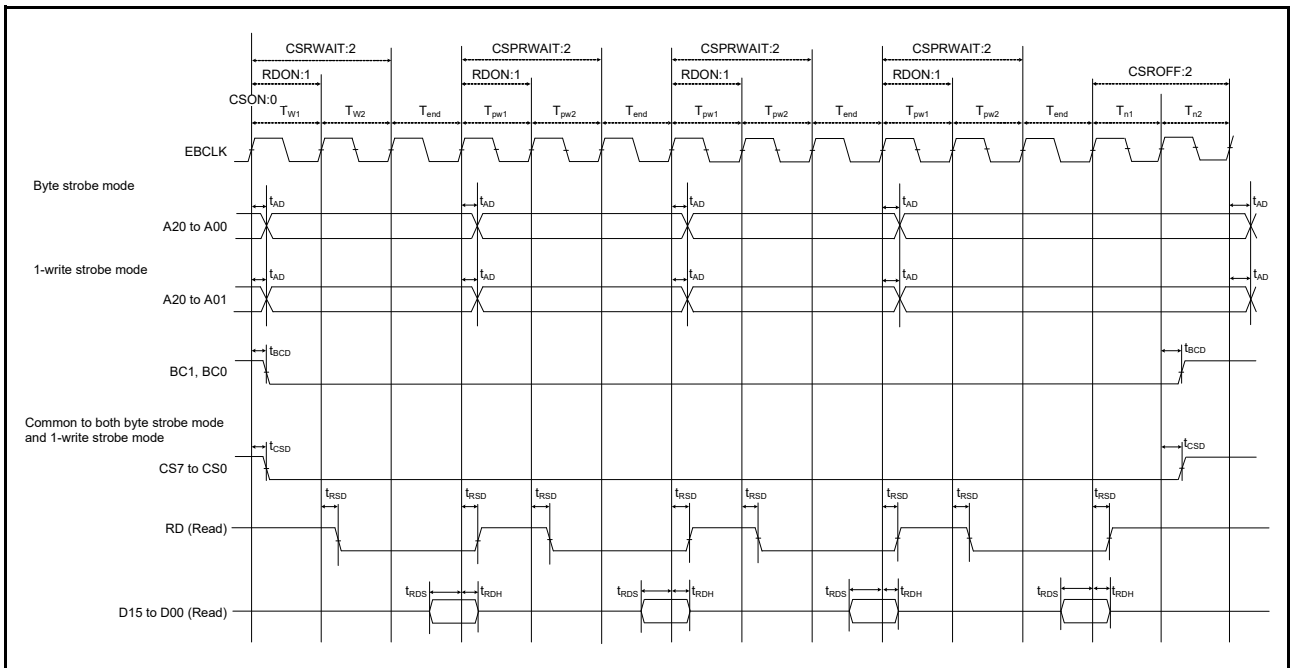 CSRWAIT:2 CSPRWAIT:2 CSPRWAIT:2 CSPRWAIT:2
RDON:1 RDON:1 RDON:1 RDON:1 CSROFF:2
CSON:0
TW1 TW2 Tend Tpw1 Tpw2 Tend Tpw1 Tpw2 Tend Tpw1 Tpw2 Tend Tn1 Tn2
EBCLK
Byte strobe mode
tAD tAD tAD tAD tAD
A20 to A00
1-write strobe mode
tAD tAD tAD tAD tAD
A20 to A01
tBCD tBCD
BC1, BC0
Common to both byte strobe mode
and 1-write strobe mode
tCSD tCSD
CS7 to CS0
tRSD tRSD tRSD tRSD tRSD tRSD tRSD tRSD
RD (Read)
tRDS tRDH tRDS tRDH tRDS tRDH tRDS tRDH
D15 to D00 (Read)